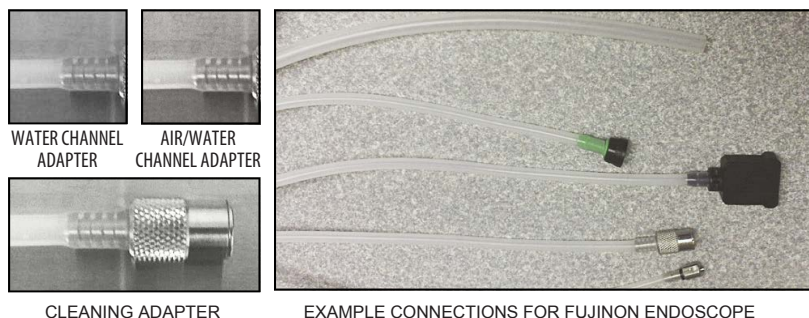 WATER CHANNEL
ADAPTER
AIR/WATER
CHANNEL ADAPTER
CLEANING ADAPTER
EXAMPLE CONNECTIONS FOR FUJINON ENDOSCOPE